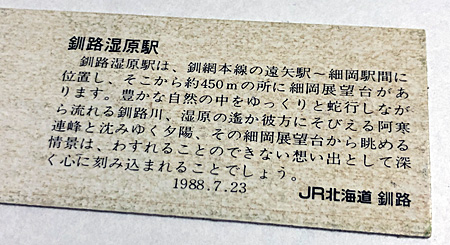 釧路湿原駅
釧路湿原駅は、釧網本線の遠矢駅～細岡駅間に
位置し、そこから約450mの所に細岡展望台があ
ります。豊かな自然の中をゆっくりと蛇行しなが
ら流れる釧路川、湿原の遙か彼方にそびえる阿寒
連峰と沈みゆく夕陽、その細岡展望台から眺める
情景は、わすれることのできない想い出として深
く心に刻み込まれることでしょう。
1988.7.23
JR北海道 釧路